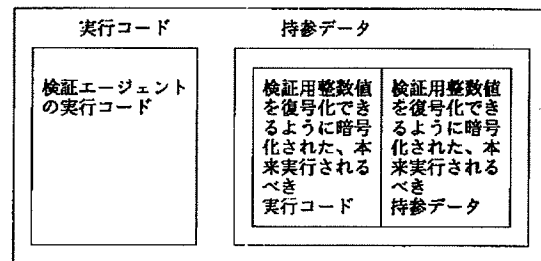 実行コード
持参データ
検証エージェント
の実行コード
検証用整数値
を復号化でき
るように暗号
化された、本
来実行される
べき
実行コード
検証用整数値
を復号化でき
るように暗号
化された、本
来実行される
べき
持参データ